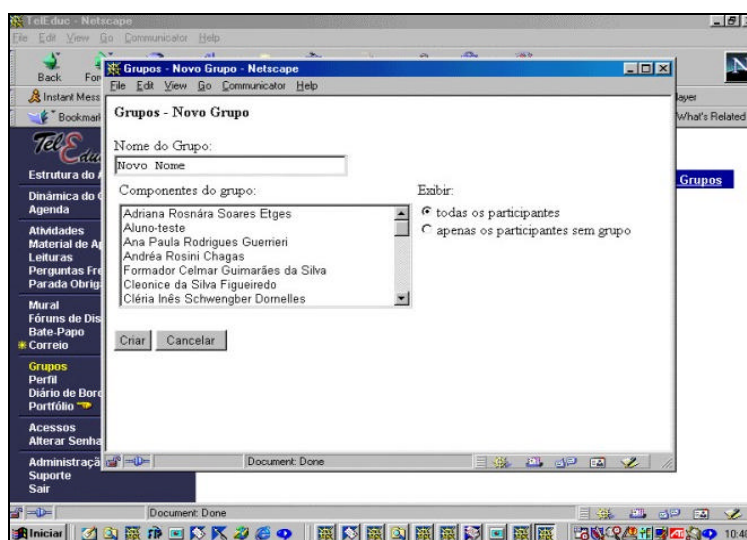 TelEduc - Netscape
File Edit View Go Communicator Help
Back
Instant Mess
Bookmar
layer
What's Related
TelEduc
Estrutura do A
Dinâmica do C
Agenda
Atividades
Material de Ap
Leituras
Perguntas Fre
Parada Obrig
Mural
Fóruns de Dis
Bate-Papo
Correio
Grupos
Perfil
Diário de Bord
Portfólio
Acessos
Alterar Senha
Administraçã
Suporte
Sair
Grupos
Grupos - Novo Grupo - Netscape
File Edit View Go Communicator Help
Grupos - Novo Grupo
Nome do Grupo:
Novo Nome
Componentes do grupo:
Adriana Rosnára Soares Etges
Aluno-teste
Ana Paula Rodrigues Guerrieri
Andréa Rosini Chagas
Formador Celmar Guimarães da Silva
Cleonice da Silva Figueiredo
Cléria Inês Schwengber Dornelles
Exibir:
todas os participantes
apenas os participantes sem grupo
Criar Cancelar
Document: Done
Document: Done
Iniciar